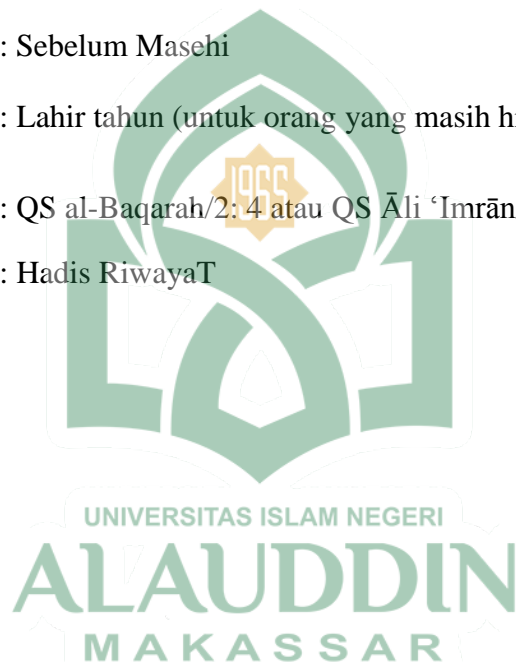 : Sebelum Masehi
: Lahir tahun (untuk orang yang masih
: QS al-Baqarah/2: 4 atau QS Āli ‘Imrān
: Hadis RiwayaT
1965
UNIVERSITAS ISLAM NEGERI
ALAUDDIN
MAKASSAR